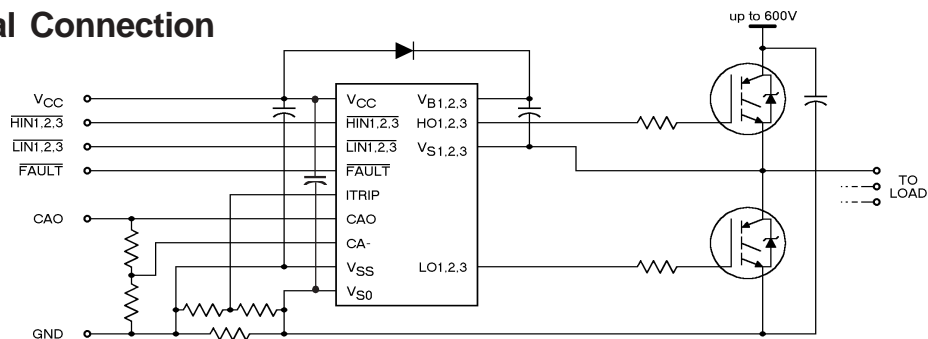 al Connection
up to 600V
VCC
HIN1,2,3
LIN1,2,3
FAULT
CAO
GND
VCC
HIN1,2,3
LIN1,2,3
FAULT
ITRIP
CAO
CA-
VSS
VS0
VB1,2,3
HO1,2,3
VS1,2,3
LO1,2,3
TO
LOAD